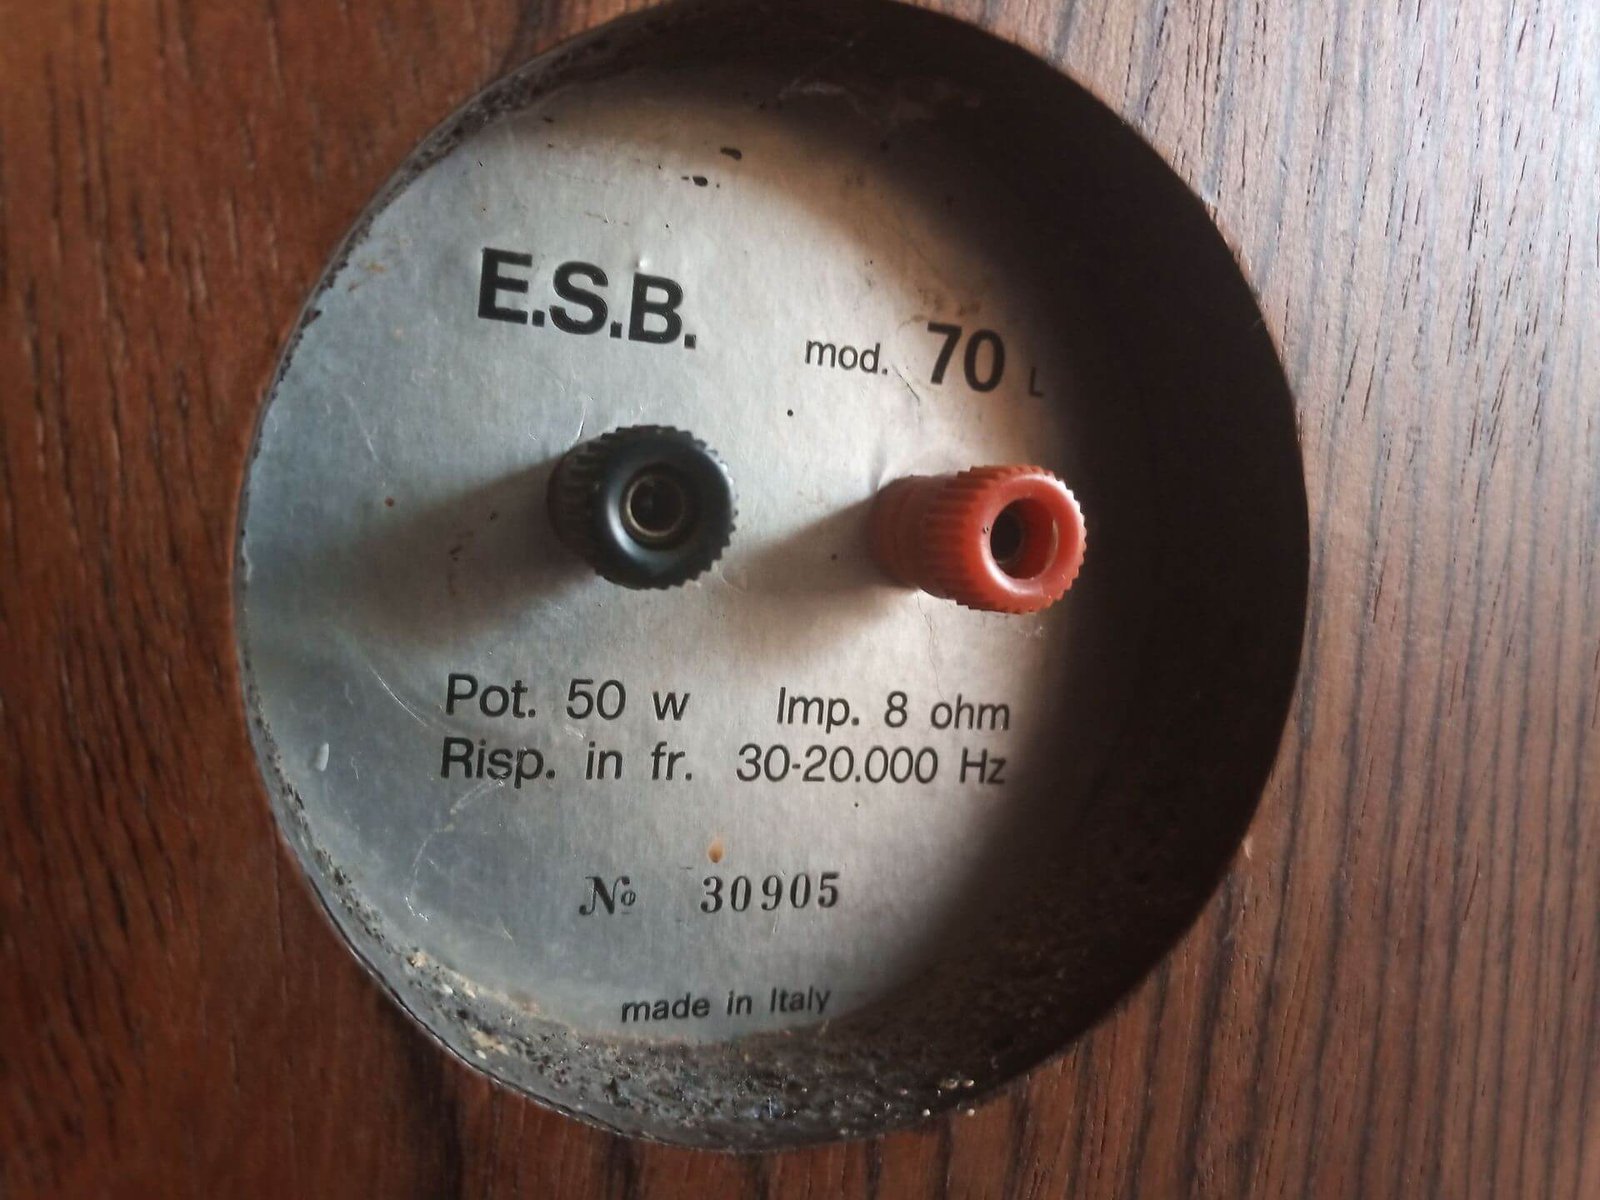 E.S.B. mod. 70 L
Pot. 50 w Imp. 8 ohm
Risp. in fr. 30-20.000 Hz
№ 30905
made in Italy